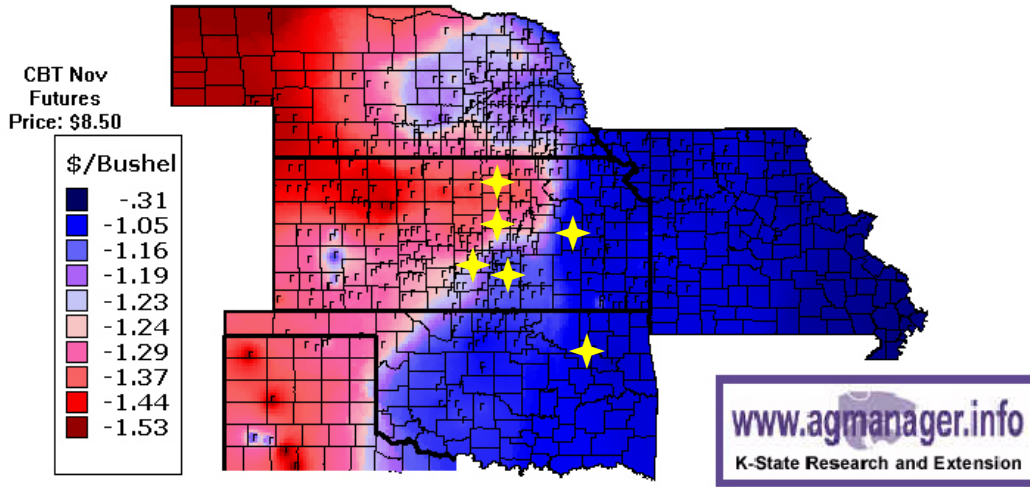 CBT Nov
Futures
Price: $8.50
$/Bushel
-.31
-1.05
-1.16
-1.19
-1.23
-1.24
-1.29
-1.37
-1.44
-1.53
www.agmanager.info
K-State Research and Extension